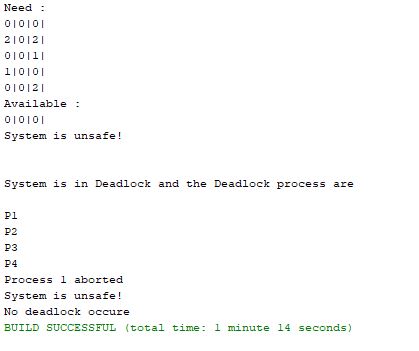 Need :
0|0|0|
2|0|2|
0|0|1|
1|0|0|
0|0|2|
Available :
0|0|0|
System is unsafe!
System is in Deadlock and the Deadlock process are
P1
P2
P3
P4
Process 1 aborted
System is unsafe!
No deadlock occure
BUILD SUCCESSFUL (total time: 1 minute 14 seconds)